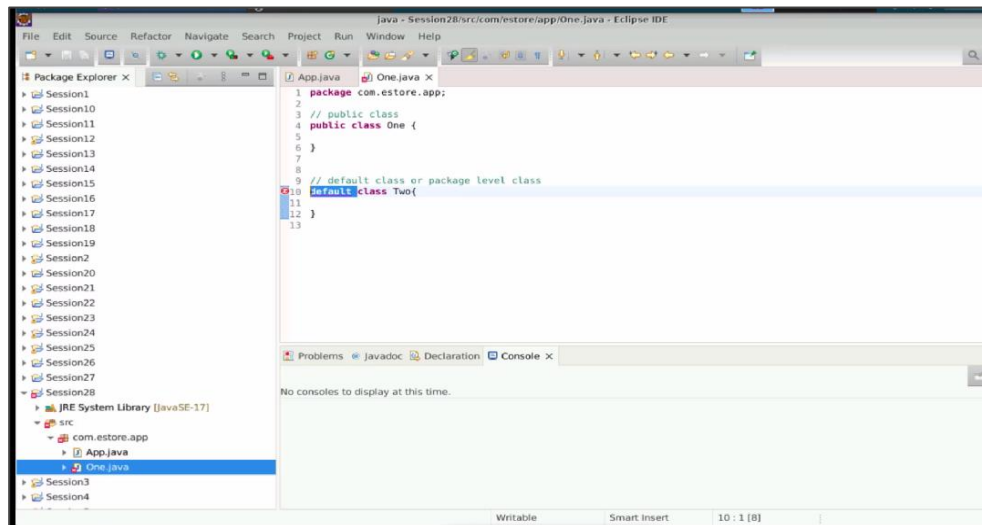 java - Session28/src/com/estore/app/One.java - Eclipse IDE
File Edit Source Refactor Navigate Search Project Run Window Help
Package Explorer
App.java
One.java
Session1
Session10
Session11
Session12
Session13
Session14
Session15
Session16
Session17
Session18
Session19
Session2
Session20
Session21
Session22
Session23
Session24
Session25
Session26
Session27
Session28
JRE System Library [JavaSE-17]
src
com.estore.app
App.java
One.java
Session3
Session4
1 package com.estore.app;
2
3 // public class
4 public class One {
5
6 }
7
8
9 // default class or package level class
10 default class Two{
11
12 }
13
Problems Javadoc Declaration Console
No consoles to display at this time.
Writable Smart Insert 10 : 1 [8]